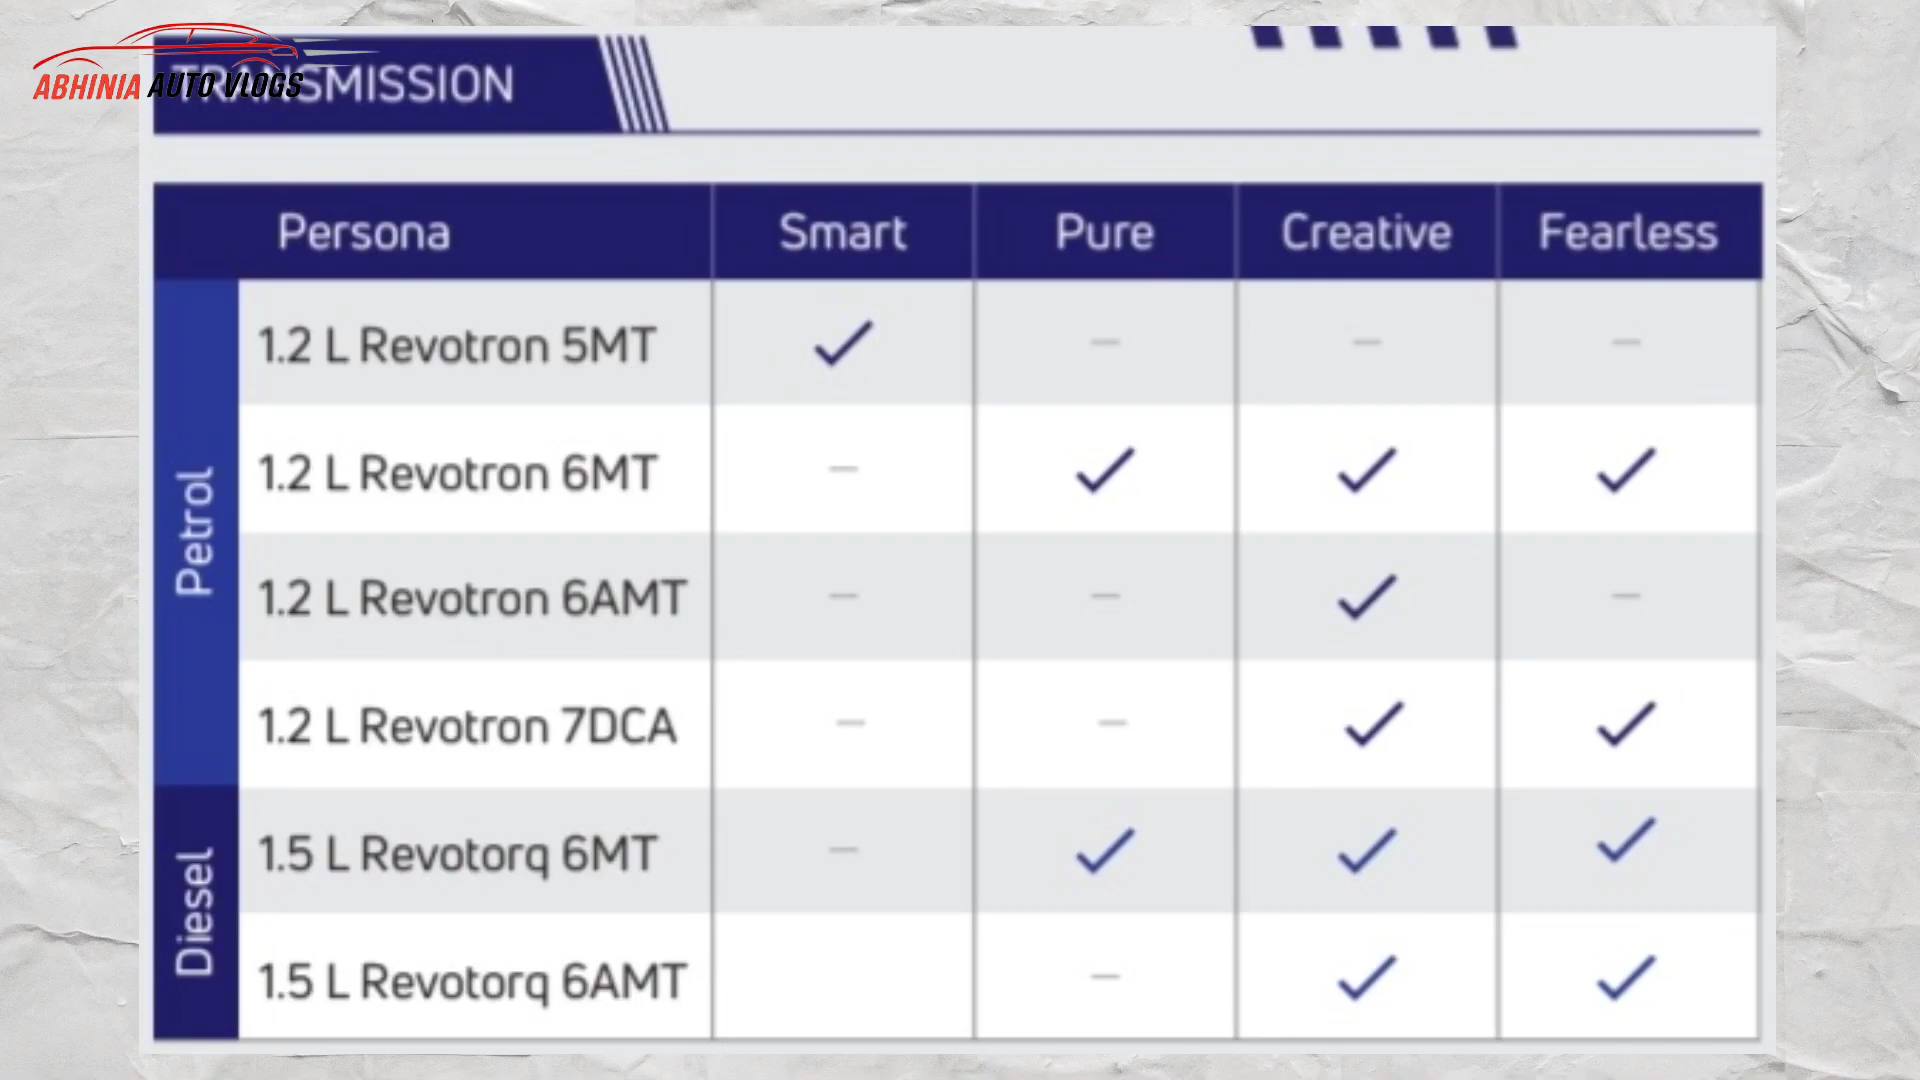 ABHINIA AUTO VLOGS
TRANSMISSION
Persona Smart Pure Creative Fearless
Petrol
1.2 L Revotron 5MT ✓ – – –
1.2 L Revotron 6MT – ✓ ✓ ✓
1.2 L Revotron 6AMT – – ✓ –
1.2 L Revotron 7DCA – – ✓ ✓
Diesel
1.5 L Revotorq 6MT – ✓ ✓ ✓
1.5 L Revotorq 6AMT – ✓ ✓